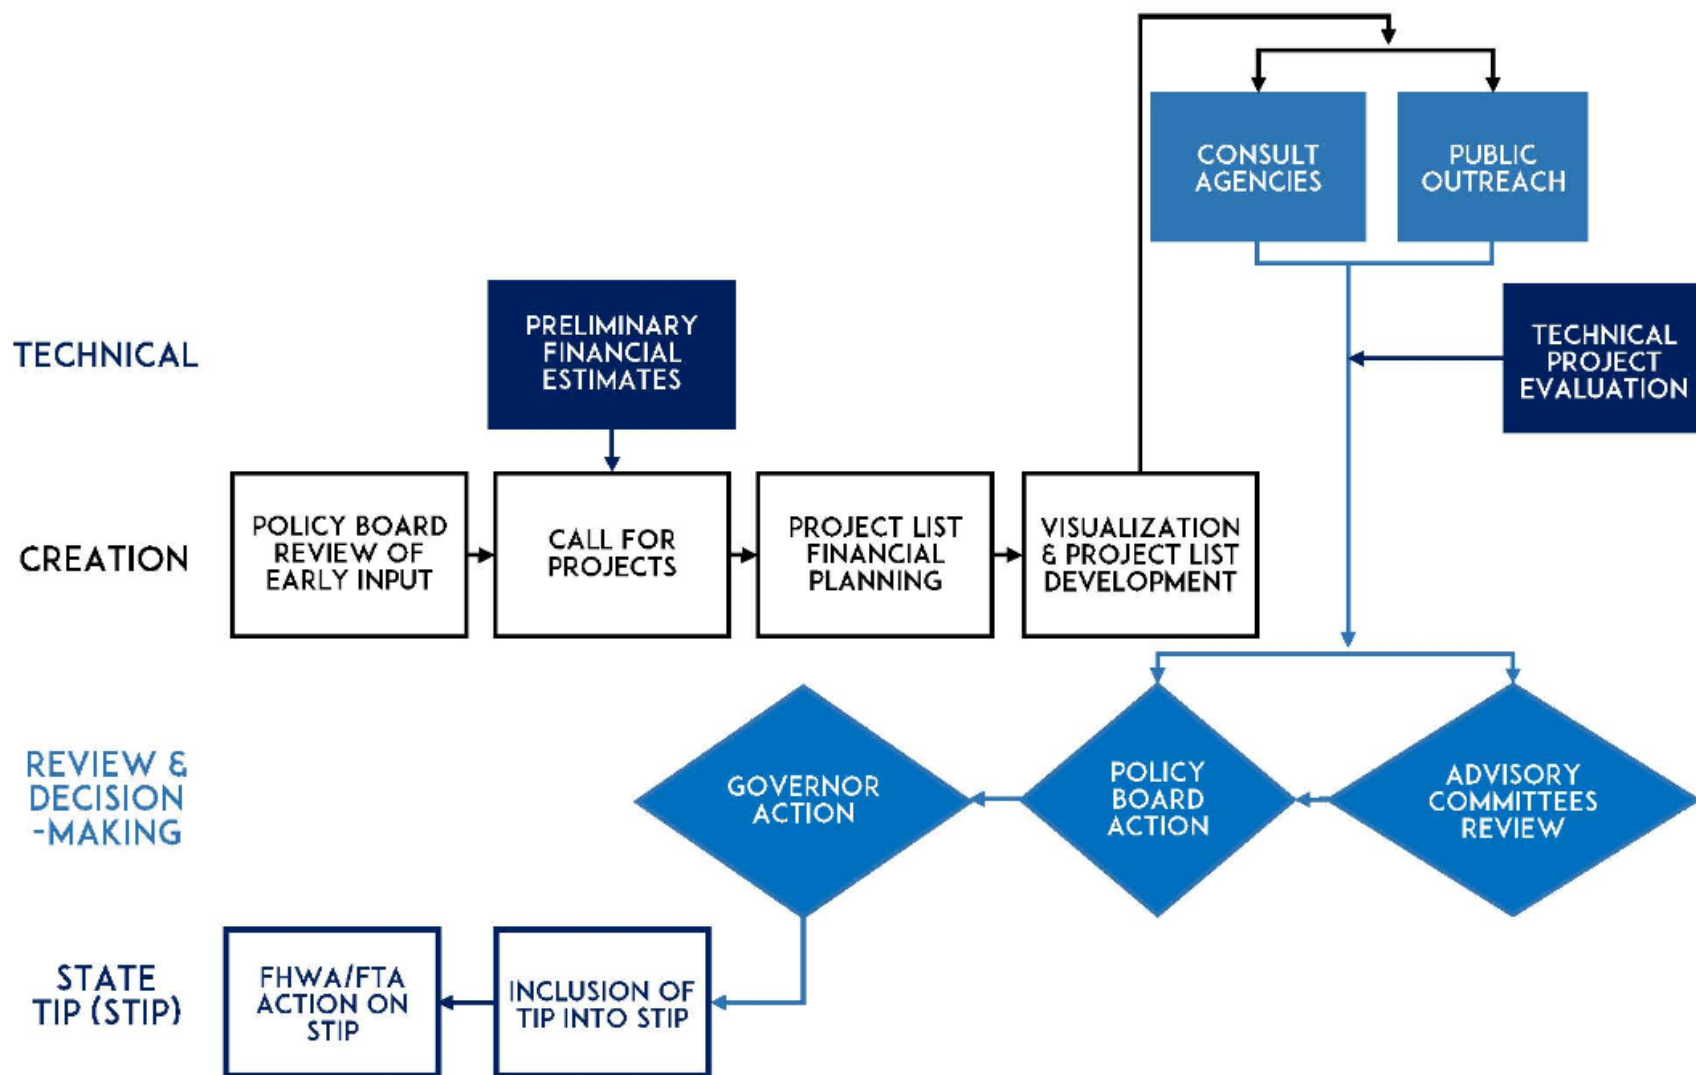 CONSULT
AGENCIES
PUBLIC
OUTREACH
TECHNICAL
PRELIMINARY
FINANCIAL
ESTIMATES
TECHNICAL
PROJECT
EVALUATION
CREATION
POLICY BOARD
REVIEW OF
EARLY INPUT
CALL FOR
PROJECTS
PROJECT LIST
FINANCIAL
PLANNING
VISUALIZATION
& PROJECT LIST
DEVELOPMENT
REVIEW &
DECISION
-MAKING
GOVERNOR
ACTION
POLICY
BOARD
ACTION
ADVISORY
COMMITTEES
REVIEW
STATE
TIP (STIP)
FHWA/FTA
ACTION ON
STIP
INCLUSION OF
TIP INTO STIP